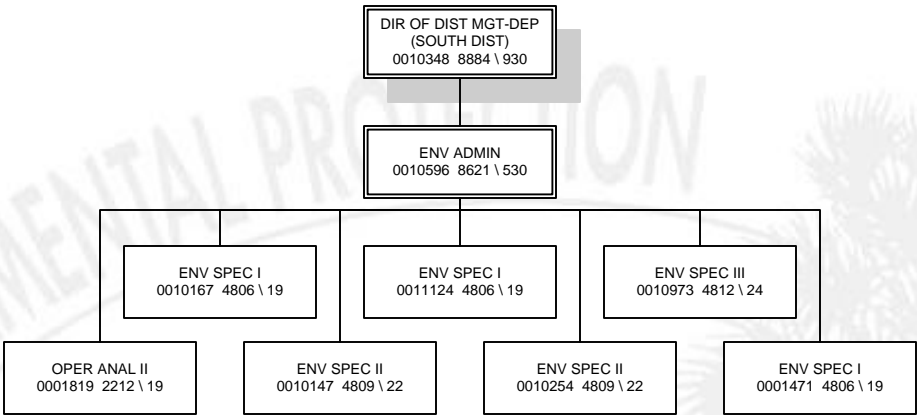 DIR OF DIST MGT-DEP
(SOUTH DIST)
0010348 8884 \ 930
ENV ADMIN
0010596 8621 \ 530
ENV SPEC I
0010167 4806 \ 19
ENV SPEC I
0011124 4806 \ 19
ENV SPEC III
0010973 4812 \ 24
OPER ANAL II
0001819 2212 \ 19
ENV SPEC II
0010147 4809 \ 22
ENV SPEC II
0010254 4809 \ 22
ENV SPEC I
0001471 4806 \ 19
MENTAL PROTECTION